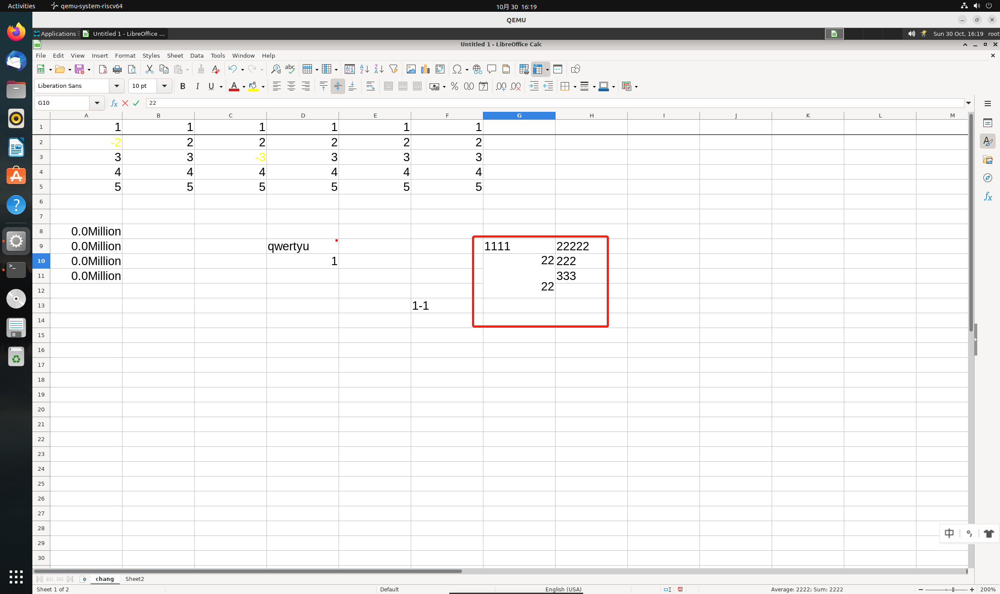 Activities qemu-system-riscv64 10月 30 16:19
QEMU
Applications Untitled 1 - LibreOffice ... Sun 30 Oct, 16:19 root
Untitled 1 - LibreOffice Calc
File Edit View Insert Format Styles Sheet Data Tools Window Help
Liberation Sans 10 pt
G10 22
A B C D E F G H I J K L M
1 1 1 1 1 1 1
2 -2 2 2 2 2 2
3 3 3 -3 3 3 3
4 4 4 4 4 4 4
5 5 5 5 5 5 5
6
7
8 0.0Million
9 0.0Million qwertyu 1111 22222
10 0.0Million 1 22 222
11 0.0Million 333
12 22
13 1-1
14
15
16
17
18
19
20
21
22
23
24
25
26
27
28
29
30
中
chang Sheet2
Sheet 1 of 2 Default English (USA) Average: 2222; Sum: 2222 200%